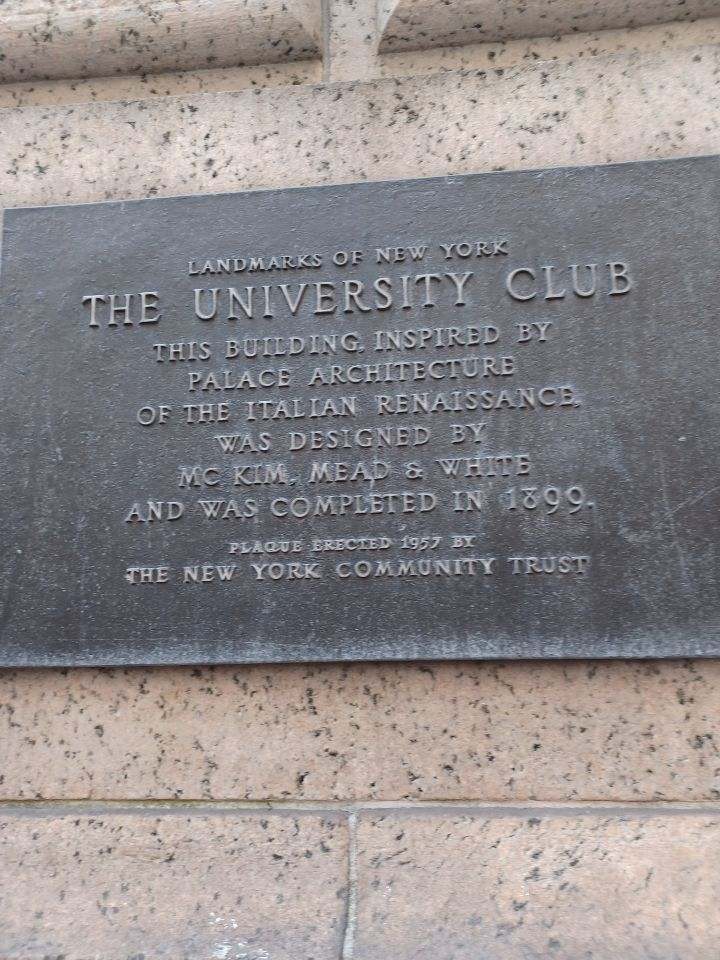 LANDMARKS OF NEW YORK
THE UNIVERSITY CLUB
THIS BUILDING, INSPIRED BY
PALACE ARCHITECTURE
OF THE ITALIAN RENAISSANCE,
WAS DESIGNED BY
MC KIM, MEAD & WHITE
AND WAS COMPLETED IN 1899.
PLAQUE ERECTED 1957 BY
THE NEW YORK COMMUNITY TRUST